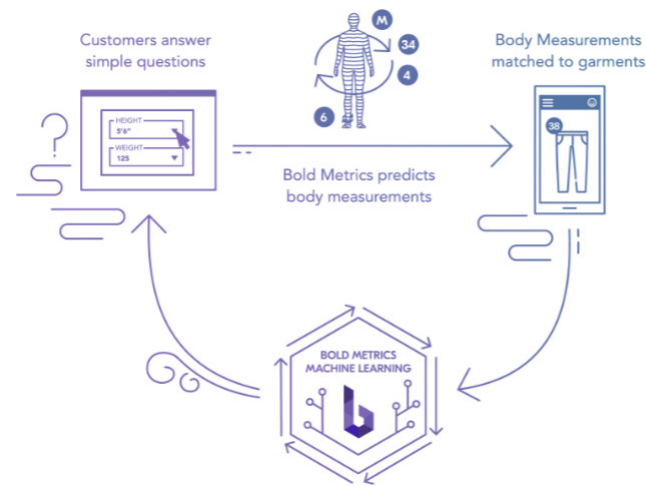 Customers answer
simple questions
HEIGHT
5'6"
WEIGHT
125
M
34
4
6
Bold Metrics predicts
body measurements
Body Measurements
matched to garments
38
BOLD METRICS
MACHINE LEARNING